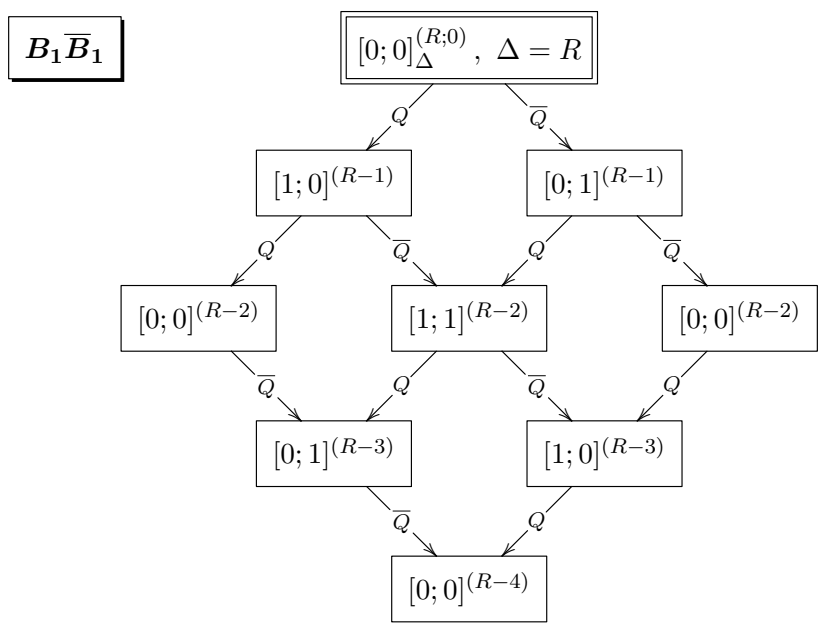 B₁B̅₁ [0;0]_Δ^{(R;0)}, Δ = R
Q Q̅
[1;0]^{(R−1)} [0;1]^{(R−1)}
Q Q̅ Q Q̅
[0;0]^{(R−2)} [1;1]^{(R−2)} [0;0]^{(R−2)}
Q̅ Q Q̅ Q
[0;1]^{(R−3)} [1;0]^{(R−3)}
Q̅ Q
[0;0]^{(R−4)}